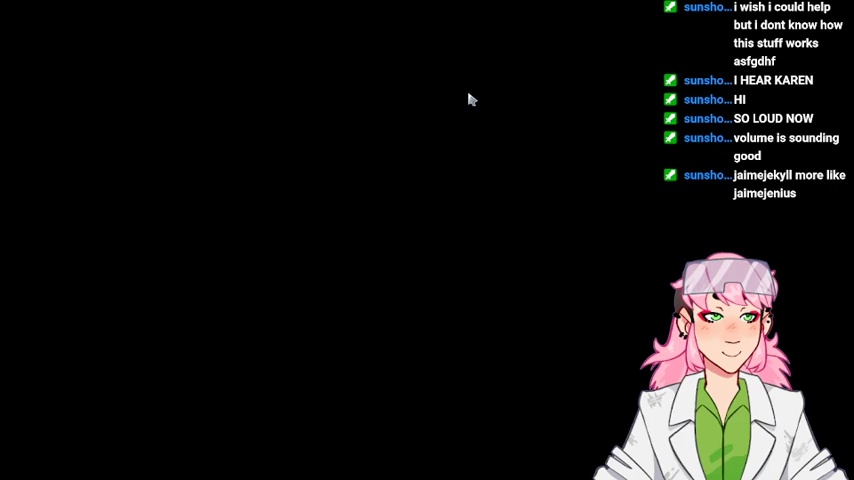 sunsho... i wish i could help
but i dont know how
this stuff works
asfgdhf
sunsho... I HEAR KAREN
sunsho... HI
sunsho... SO LOUD NOW
sunsho... volume is sounding
good
sunsho... jaimejekyll more like
jaimejenius